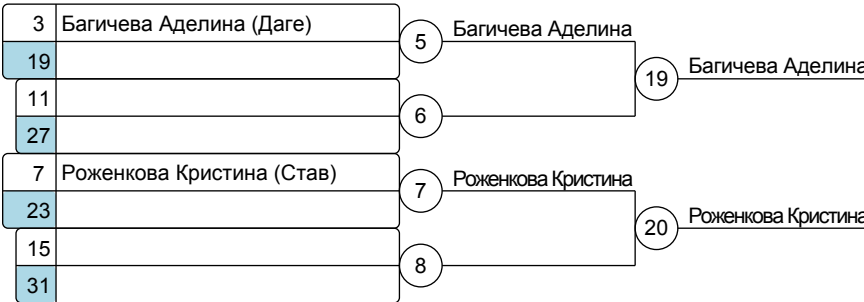 3 Багичева Аделина (Даге)
19
5 Багичева Аделина
19 Багичева Аделина
11
27
6
7 Роженкова Кристина (Став)
23
7 Роженкова Кристина
20 Роженкова Кристина
15
31
8